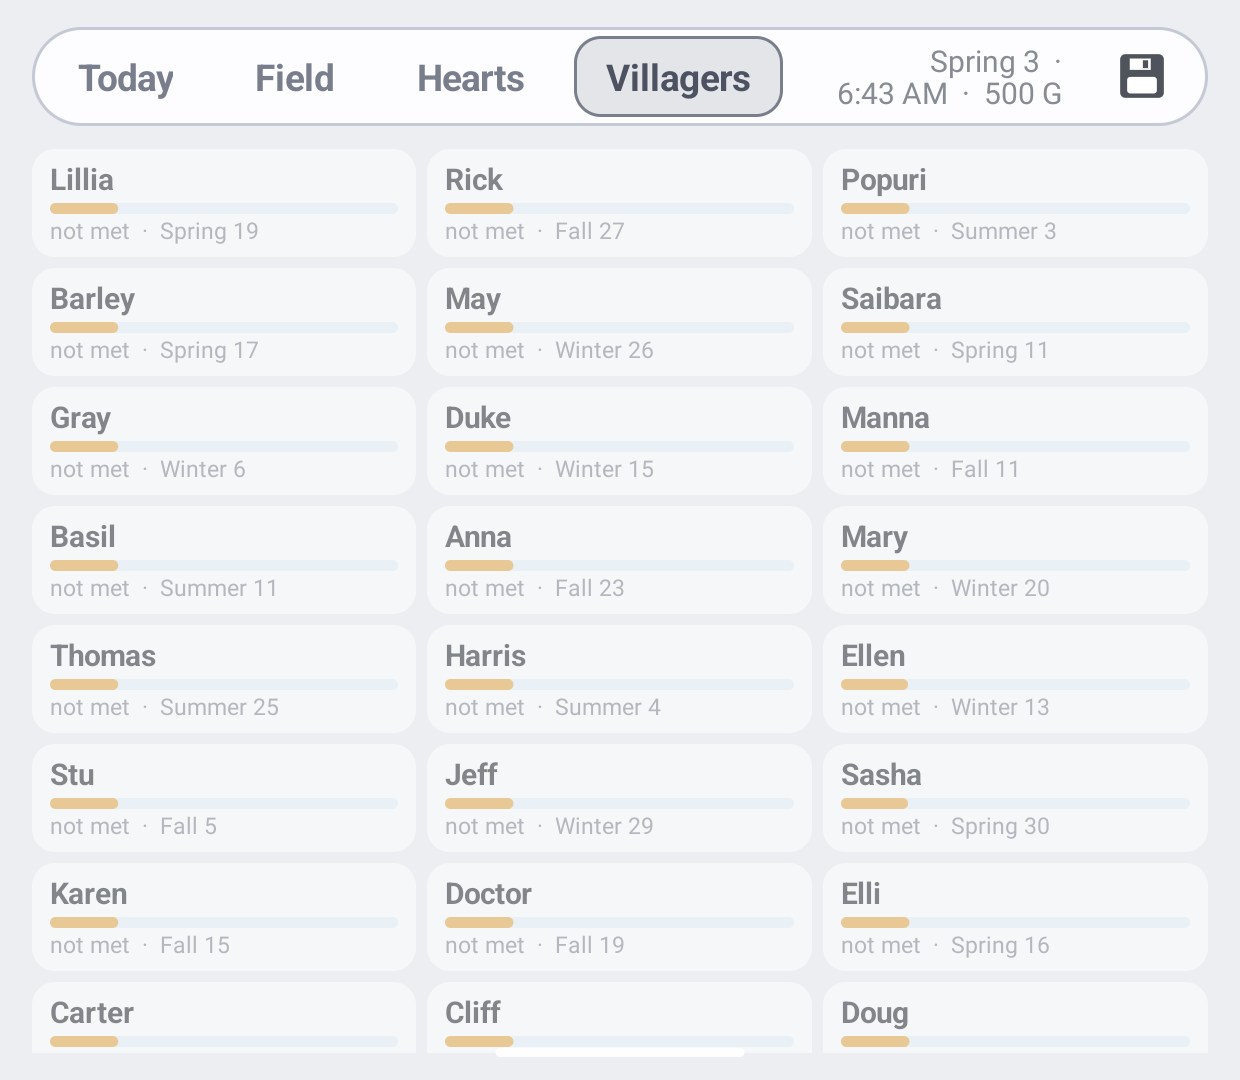 Today Field Hearts Villagers
Spring 3 ·
6:43 AM · 500 G
Lillia
not met · Spring 19
Rick
not met · Fall 27
Popuri
not met · Summer 3
Barley
not met · Spring 17
May
not met · Winter 26
Saibara
not met · Spring 11
Gray
not met · Winter 6
Duke
not met · Winter 15
Manna
not met · Fall 11
Basil
not met · Summer 11
Anna
not met · Fall 23
Mary
not met · Winter 20
Thomas
not met · Summer 25
Harris
not met · Summer 4
Ellen
not met · Winter 13
Stu
not met · Fall 5
Jeff
not met · Winter 29
Sasha
not met · Spring 30
Karen
not met · Fall 15
Doctor
not met · Fall 19
Elli
not met · Spring 16
Carter
Cliff
Doug